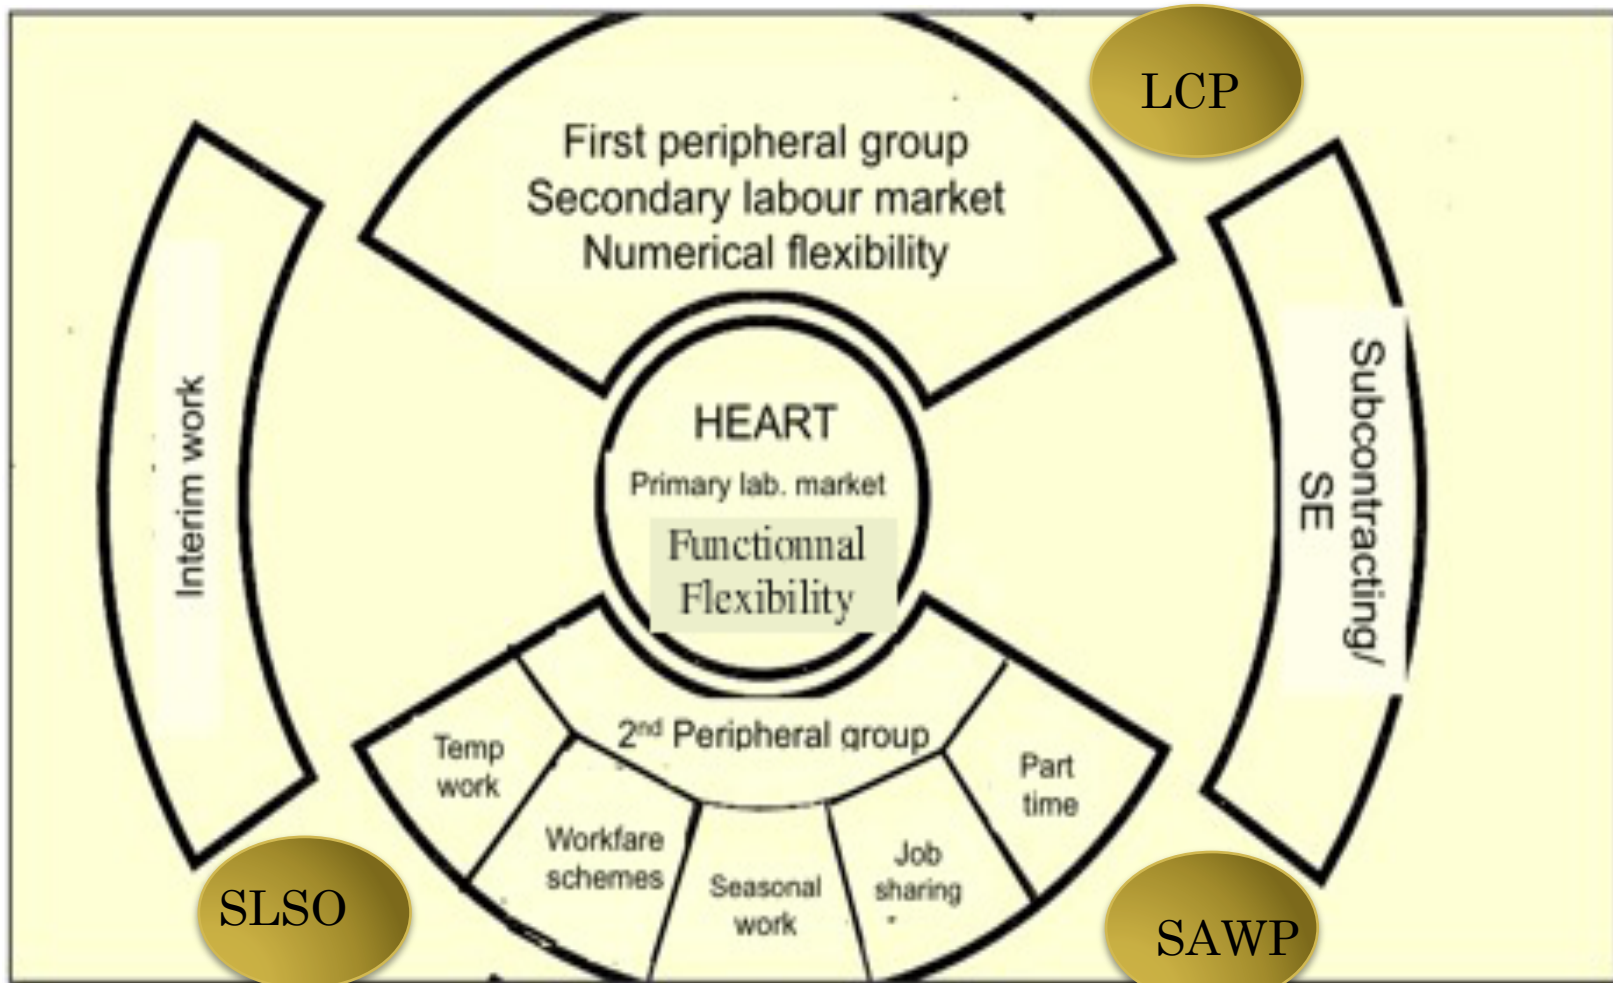 LCP
First peripheral group
Secondary labour market
Numerical flexibility
Interim work
HEART
Primary lab. market
Functionnal
Flexibility
Subcontracting/
SE
2nd Peripheral group
Temp
work
Workfare
schemes
Seasonal
work
Job
sharing
Part
time
SLSO
SAWP